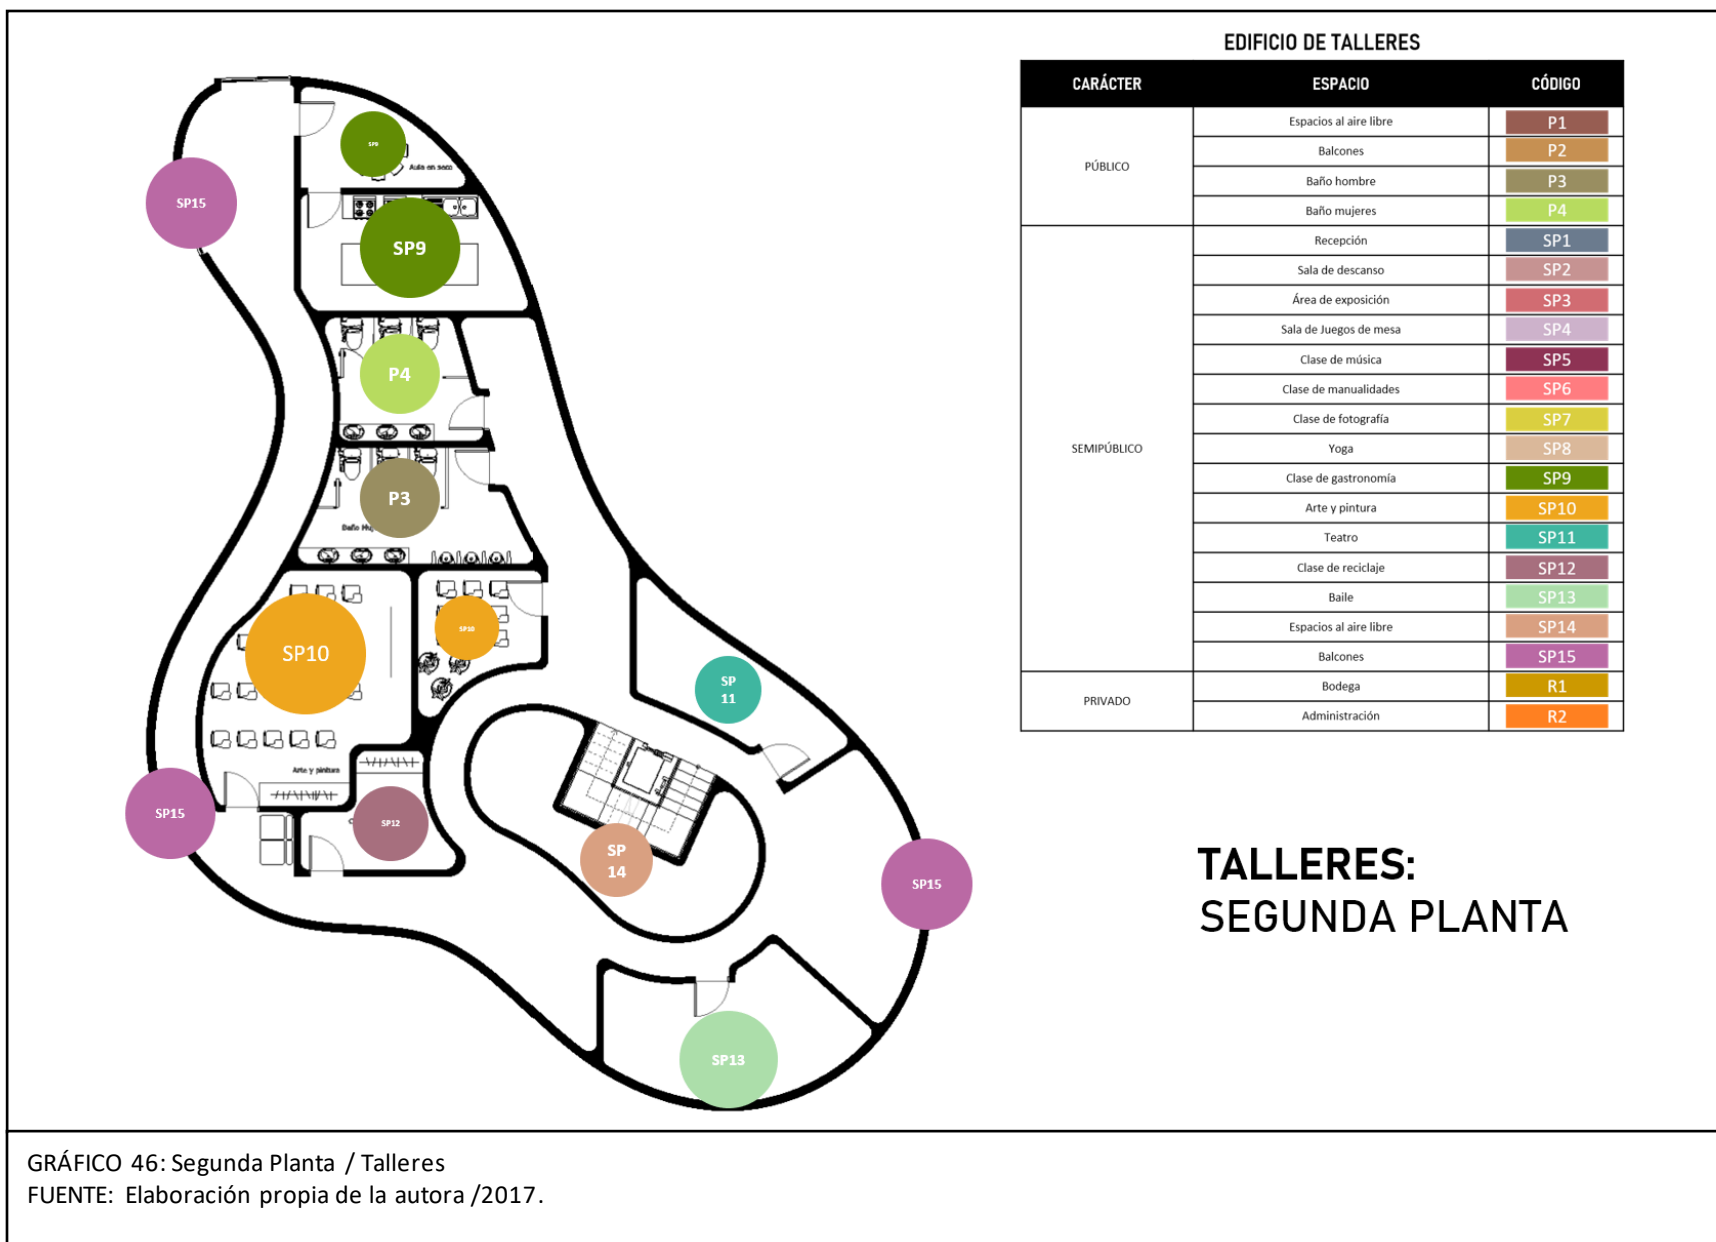 EDIFICIO DE TALLERES
CARÁCTER ESPACIO CÓDIGO
PÚBLICO
Espacios al aire libre P1
Balcones P2
Baño hombre P3
Baño mujeres P4
SEMIPÚBLICO
Recepción SP1
Sala de descanso SP2
Área de exposición SP3
Sala de Juegos de mesa SP4
Clase de música SP5
Clase de manualidades SP6
Clase de fotografía SP7
Yoga SP8
Clase de gastronomía SP9
Arte y pintura SP10
Teatro SP11
Clase de reciclaje SP12
Baile SP13
Espacios al aire libre SP14
Balcones SP15
PRIVADO
Bodega R1
Administración R2
SP9
Aula en seco
SP15
SP9
P4
P3
Baño
SP10
SP10
SP
11
Arte y pintura
SP15
SP12
SP
14
SP15
SP13
TALLERES:
SEGUNDA PLANTA
GRÁFICO 46: Segunda Planta / Talleres
FUENTE: Elaboración propia de la autora /2017.